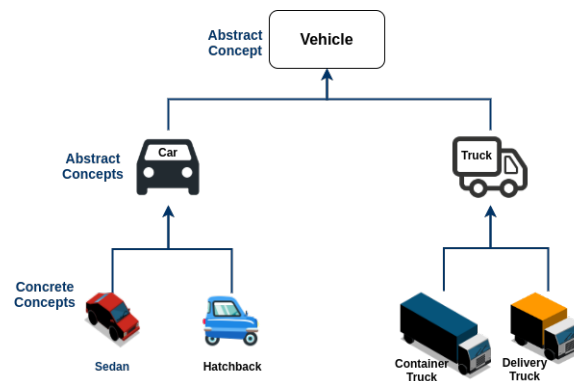 Abstract
Concept
Vehicle
Abstract
Concepts
Car
Truck
Concrete
Concepts
Sedan
Hatchback
Container
Truck
Delivery
Truck